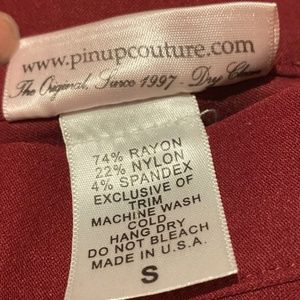 www.pinupcouture.com
The Original, Since 1997 - Dry Clean
74% RAYON
22% NYLON
4% SPANDEX
EXCLUSIVE OF
TRIM
MACHINE WASH
COLD
HANG DRY
DO NOT BLEACH
MADE IN U.S.A.
S